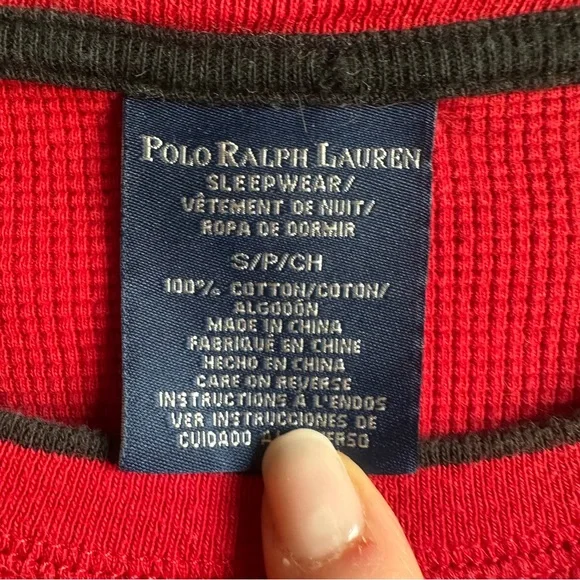 POLO RALPH LAUREN
SLEEPWEAR/
VÊTEMENT DE NUIT/
ROPA DE DORMIR
S/P/CH
100% COTTON/COTON/
ALGODÓN
MADE IN CHINA
FABRIQUÉ EN CHINE
HECHO EN CHINA
CARE ON REVERSE
INSTRUCTIONS À L'ENDOS
VER INSTRUCCIONES DE
CUIDADO